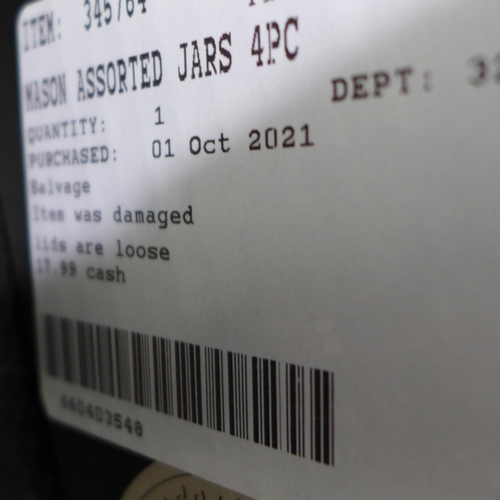 ITEM: 345764
MASON ASSORTED JARS 4PC
DEPT:
QUANTITY: 1
PURCHASED: 01 Oct 2021
Salvage
Item was damaged
lids are loose
17.99 cash
660403548